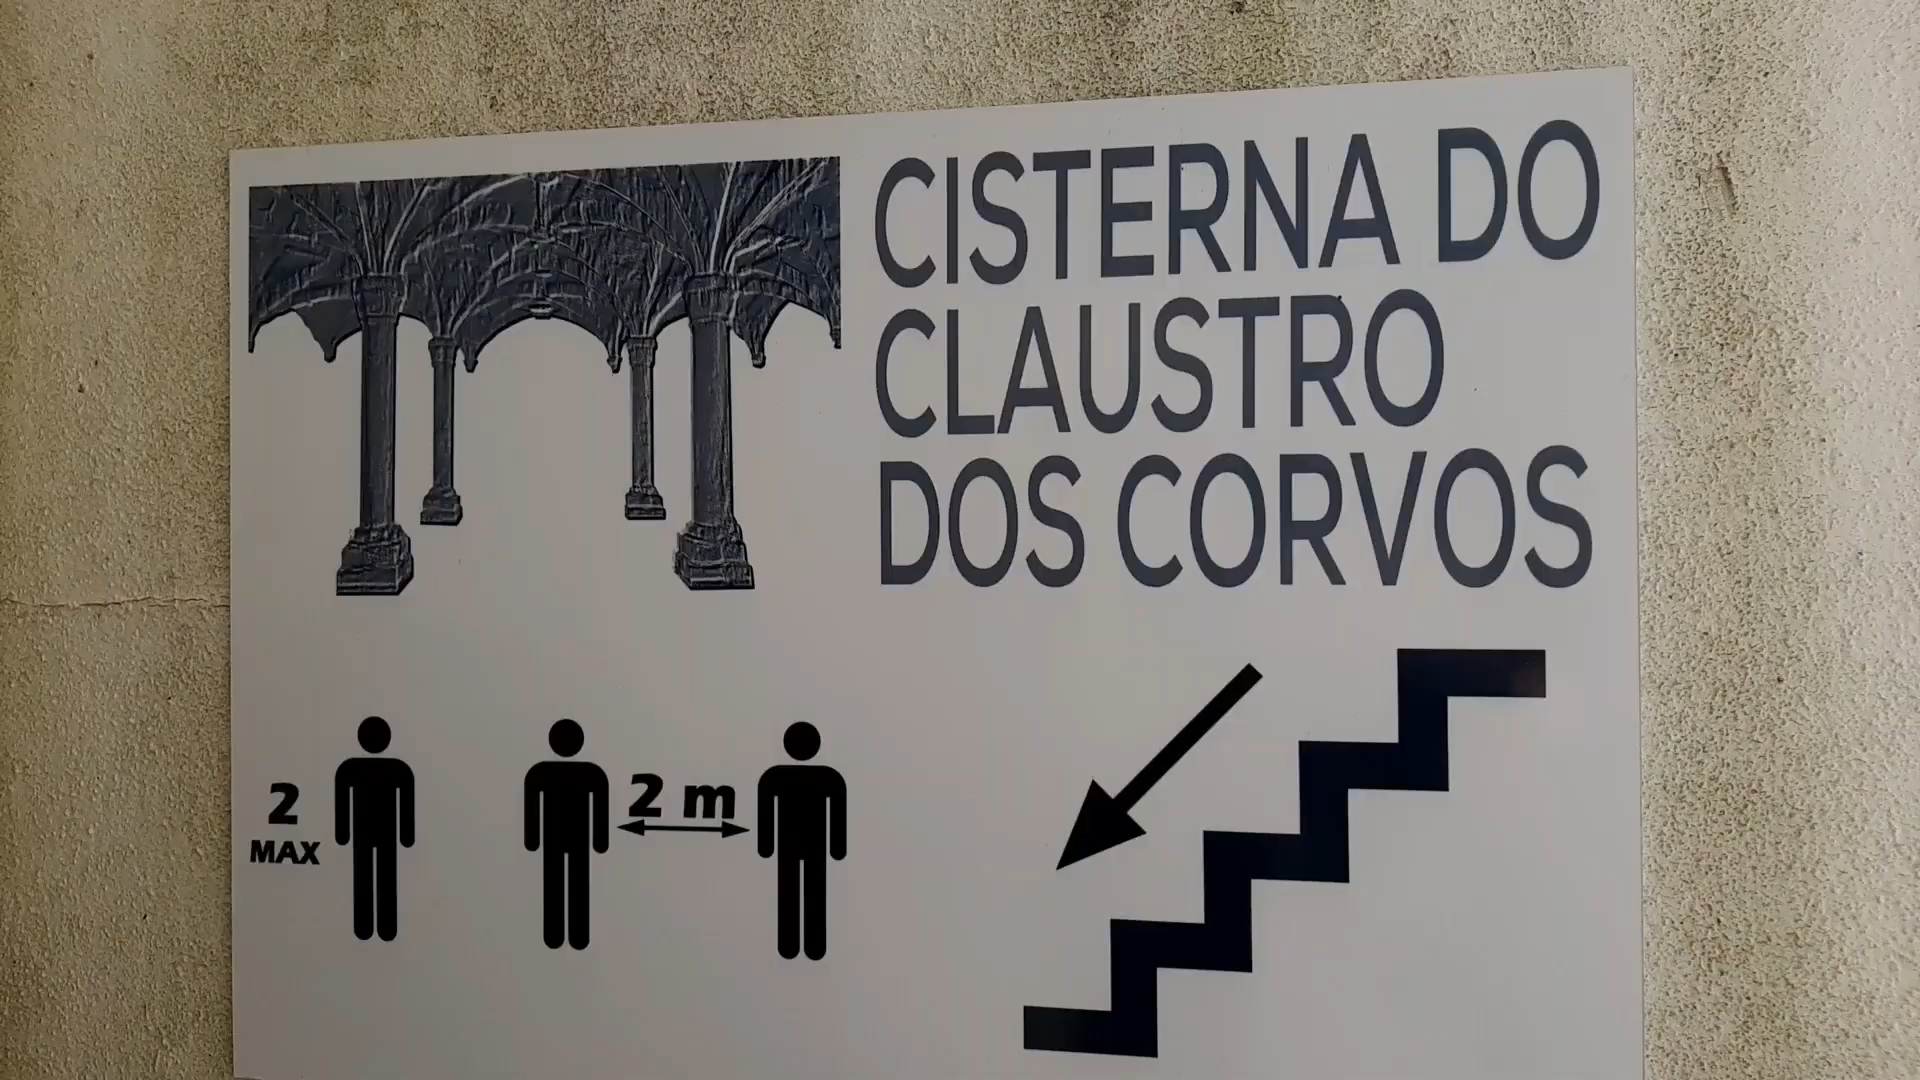 CISTERNA DO
CLAUSTRO
DOS CORVOS
2
MAX
2 m